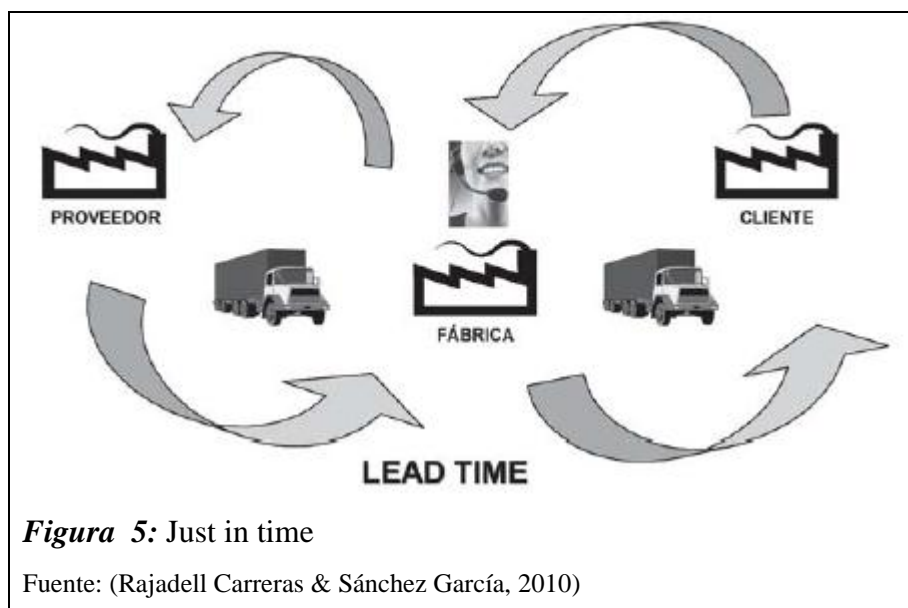 PROVEEDOR
CLIENTE
FÁBRICA
LEAD TIME
Figura 5: Just in time
Fuente: (Rajadell Carreras & Sánchez García, 2010)